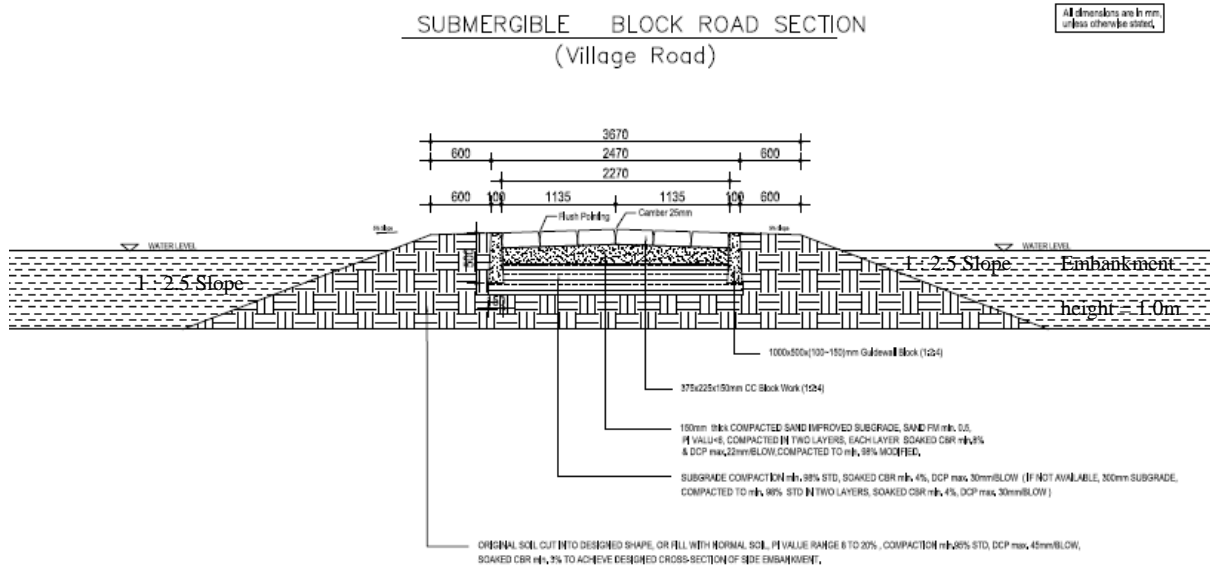 SUBMERGIBLE BLOCK ROAD SECTION
(Village Road)
All dimensions are in mm,
unless otherwise stated.
3670
600 2470 600
2270
600 100 1135 1135 100 600
Flush Pointing
Camber 25mm
WATER LEVEL
WATER LEVEL
500
1 : 2.5 Slope
1 : 2.5 Slope
Embankment
height = 1.0m
150
1000x500x(100~150)mm Guidewall Block (1:2:4)
375x225x150mm CC Block Work (1:2:4)
thick COMPACTED SAND IMPROVED SUBGRADE, SAND FM min. 0.5,
COMPACTED IN TWO LAYERS, EACH LAYER SOAKED CBR min.
& DCP max.22mm/BLOW,COMPACTED TO min. 98% MODIFIED.
SUBGRADE COMPACTION min. 98% STD, SOAKED CBR min. 4%, DCP max. 30mm/BLOW ( IF NOT AVAILABLE, 300mm SUBGRADE,
COMPACTED TO min. 98% STD IN TWO LAYERS, SOAKED CBR min. 4%, DCP max. 30mm/BLOW )
ORIGINAL SOIL CUT INTO DESIGNED SHAPE, OR FILL WITH NORMAL SOIL, PI VALUE RANGE 8 TO 20% , COMPACTION min.95% STD, DCP max. 45mm/BLOW,
SOAKED CBR min. 3% TO ACHIEVE DESIGNED CROSS-SECTION OF SIDE EMBANKMENT.